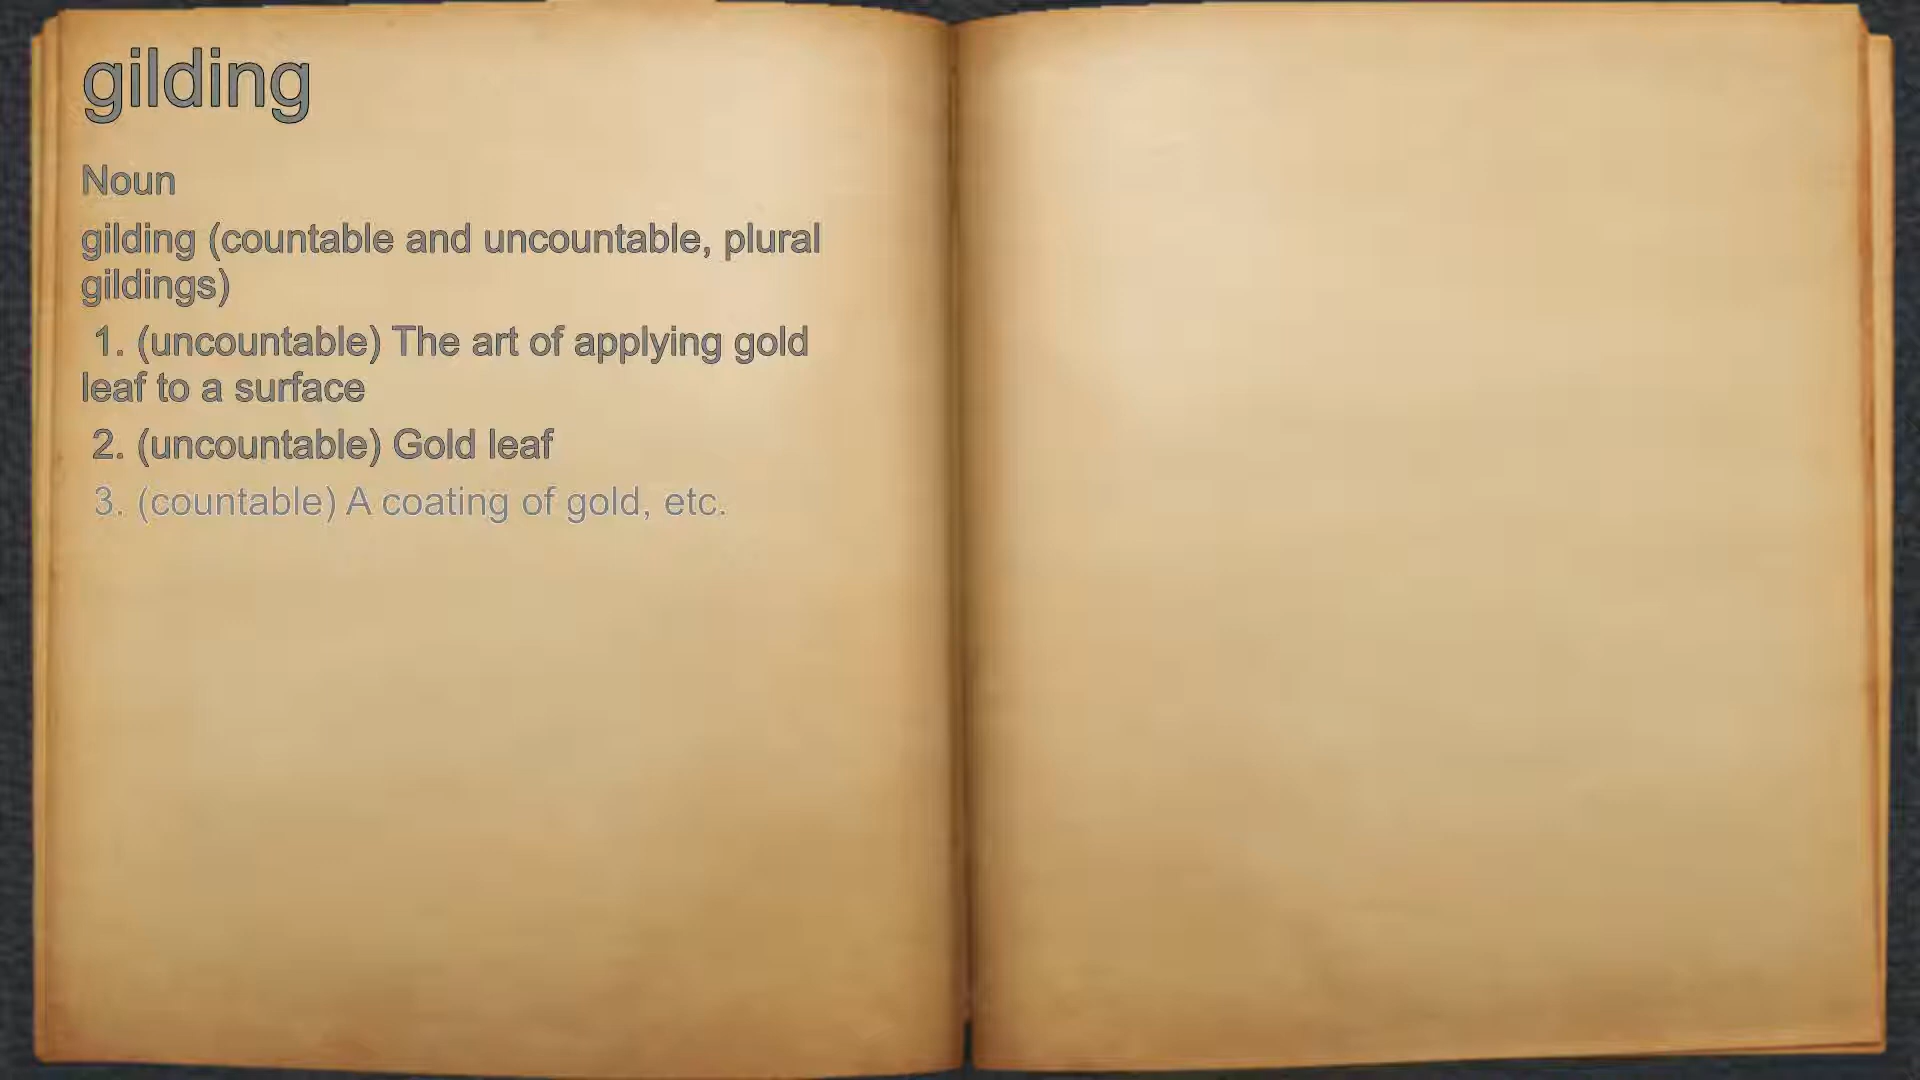 gilding
Noun
gilding (countable and uncountable, plural
gildings)
1. (uncountable) The art of applying gold
leaf to a surface
2. (uncountable) Gold leaf
3. (countable) A coating of gold, etc.